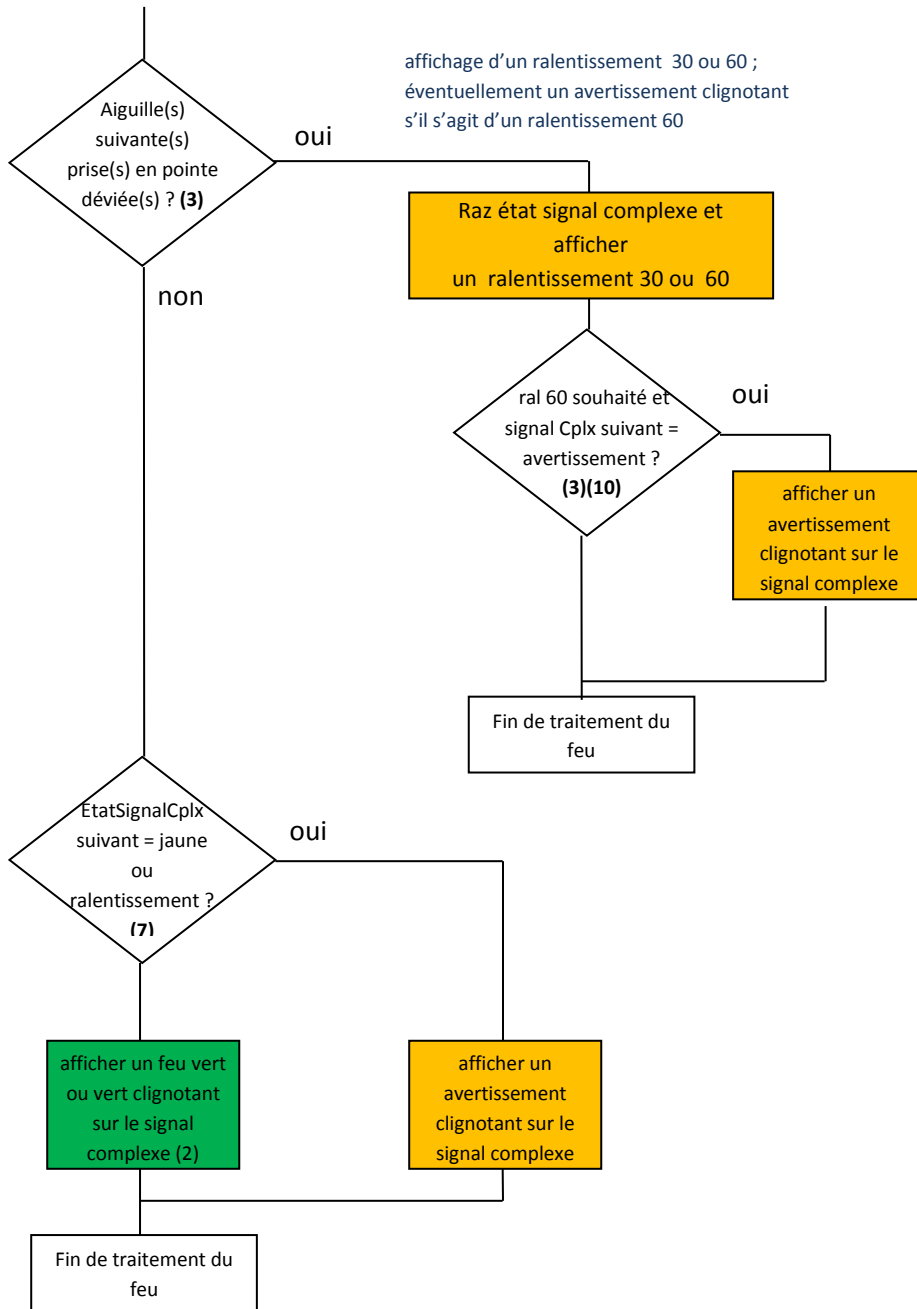 affichage d'un ralentissement  30 ou 60 ;
éventuellement un avertissement clignotant
s'il s'agit d'un ralentissement 60
Aiguille(s)
suivante(s)
prise(s) en pointe
déviée(s) ? (3)
oui
non
Raz état signal complexe et
afficher
un  ralentissement 30 ou  60
ral 60 souhaité et
signal Cplx suivant =
avertissement ?
(3)(10)
oui
afficher un
avertissement
clignotant sur le
signal complexe
Fin de traitement du
feu
EtatSignalCplx
suivant = jaune
ou
ralentissement ?
(7)
oui
afficher un feu vert
ou vert clignotant
sur le signal
complexe (2)
afficher un
avertissement
clignotant sur le
signal complexe
Fin de traitement du
feu